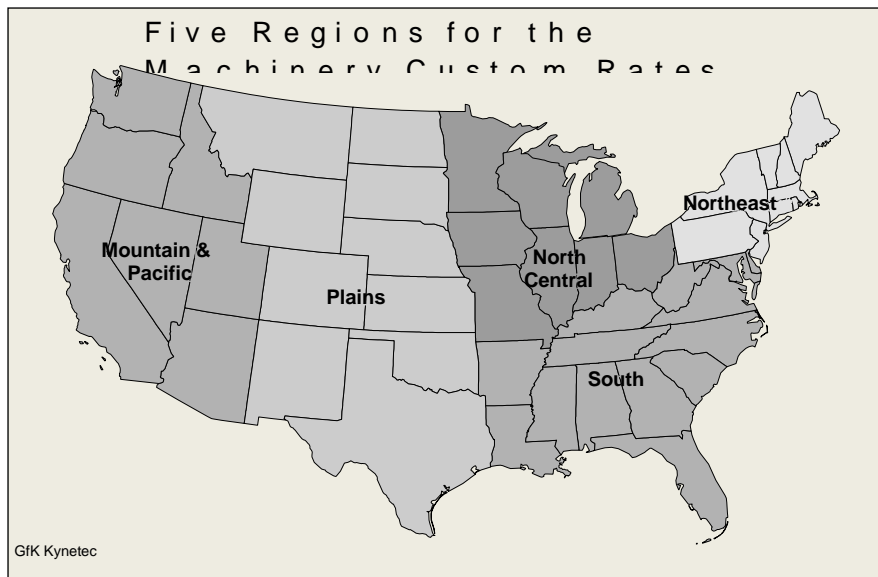 Five Regions for the
Machinery Custom Rates
Northeast
Mountain &
Pacific
North
Central
Plains
South
GfK Kynetec